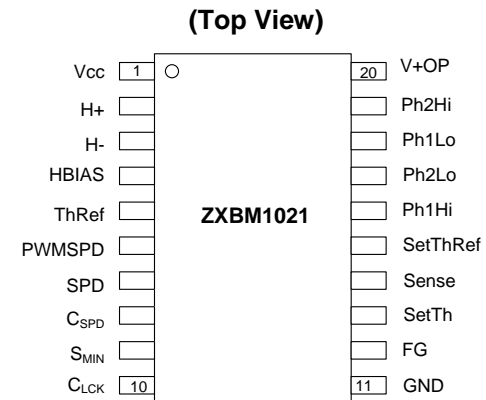 (Top View)
Vcc 1 20 V+OP
H+ Ph2Hi
H- Ph1Lo
HBIAS Ph2Lo
ThRef ZXBM1021 Ph1Hi
PWMSPD SetThRef
SPD Sense
CSPD SetTh
SMIN FG
CLCK 10 11 GND